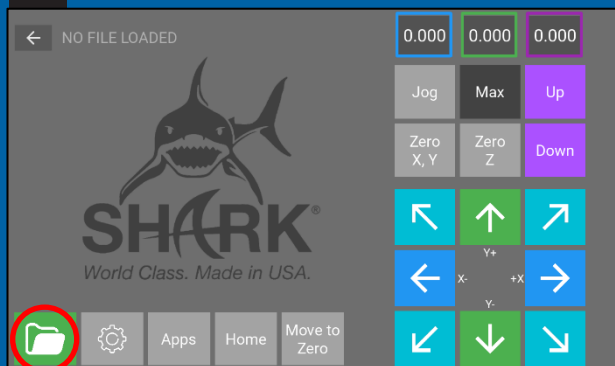 NO FILE LOADED
0.000 0.000 0.000
Jog Max Up
Zero X, Y
Zero Z
Down
SHARK®
World Class. Made in USA.
Y+
X- +X
Y-
Apps Home Move to Zero